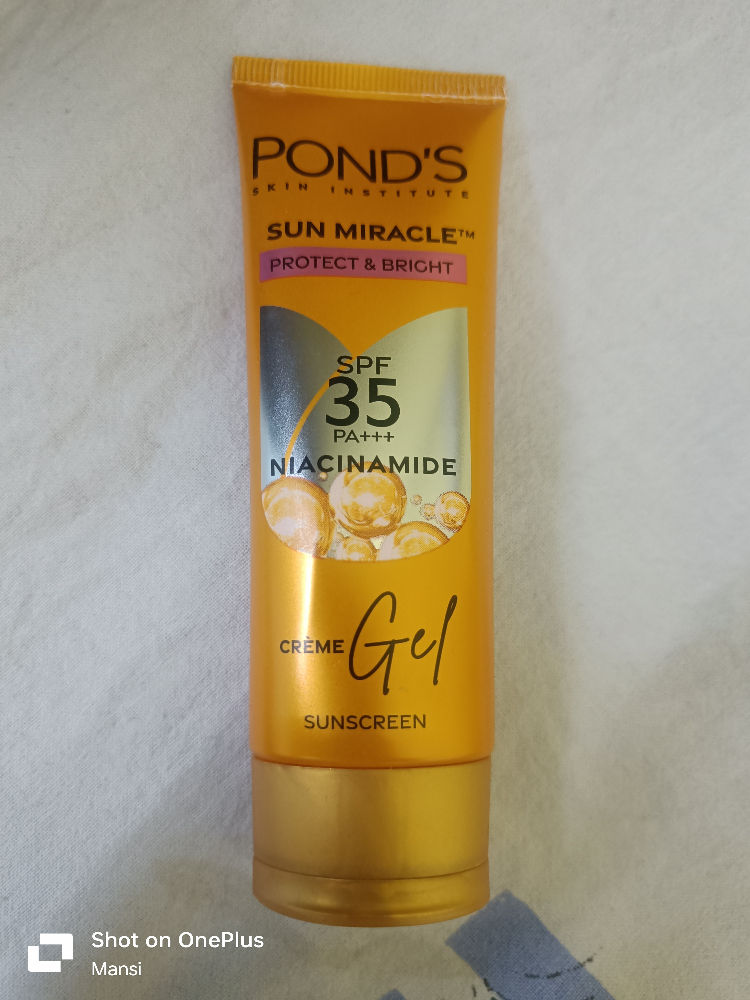 POND'S
SKIN INSTITUTE
SUN MIRACLE™
PROTECT & BRIGHT
SPF
35
PA+++
NIACINAMIDE
CRÈME Gel
SUNSCREEN
Shot on OnePlus
Mansi